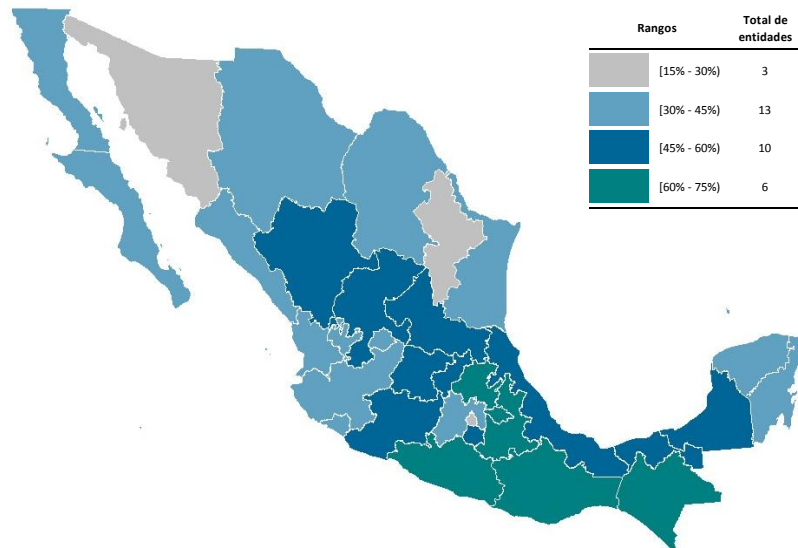 Rangos Total de entidades
[15% - 30%) 3
[30% - 45%) 13
[45% - 60%) 10
[60% - 75%) 6